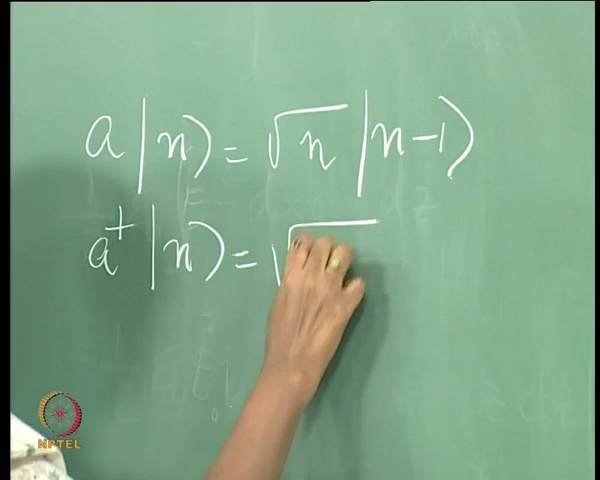 a|n⟩ = √n |n-1⟩
a†|n⟩ = √
NPTEL